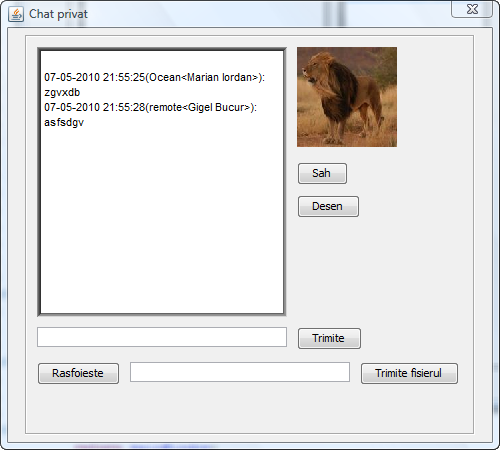 Chat privat
07-05-2010 21:55:25(Ocean<Marian Iordan>):
zgvxdb
07-05-2010 21:55:28(remote<Gigel Bucur>):
asfsdgv
Sah
Desen
Trimite
Rasfoieste
Trimite fisierul